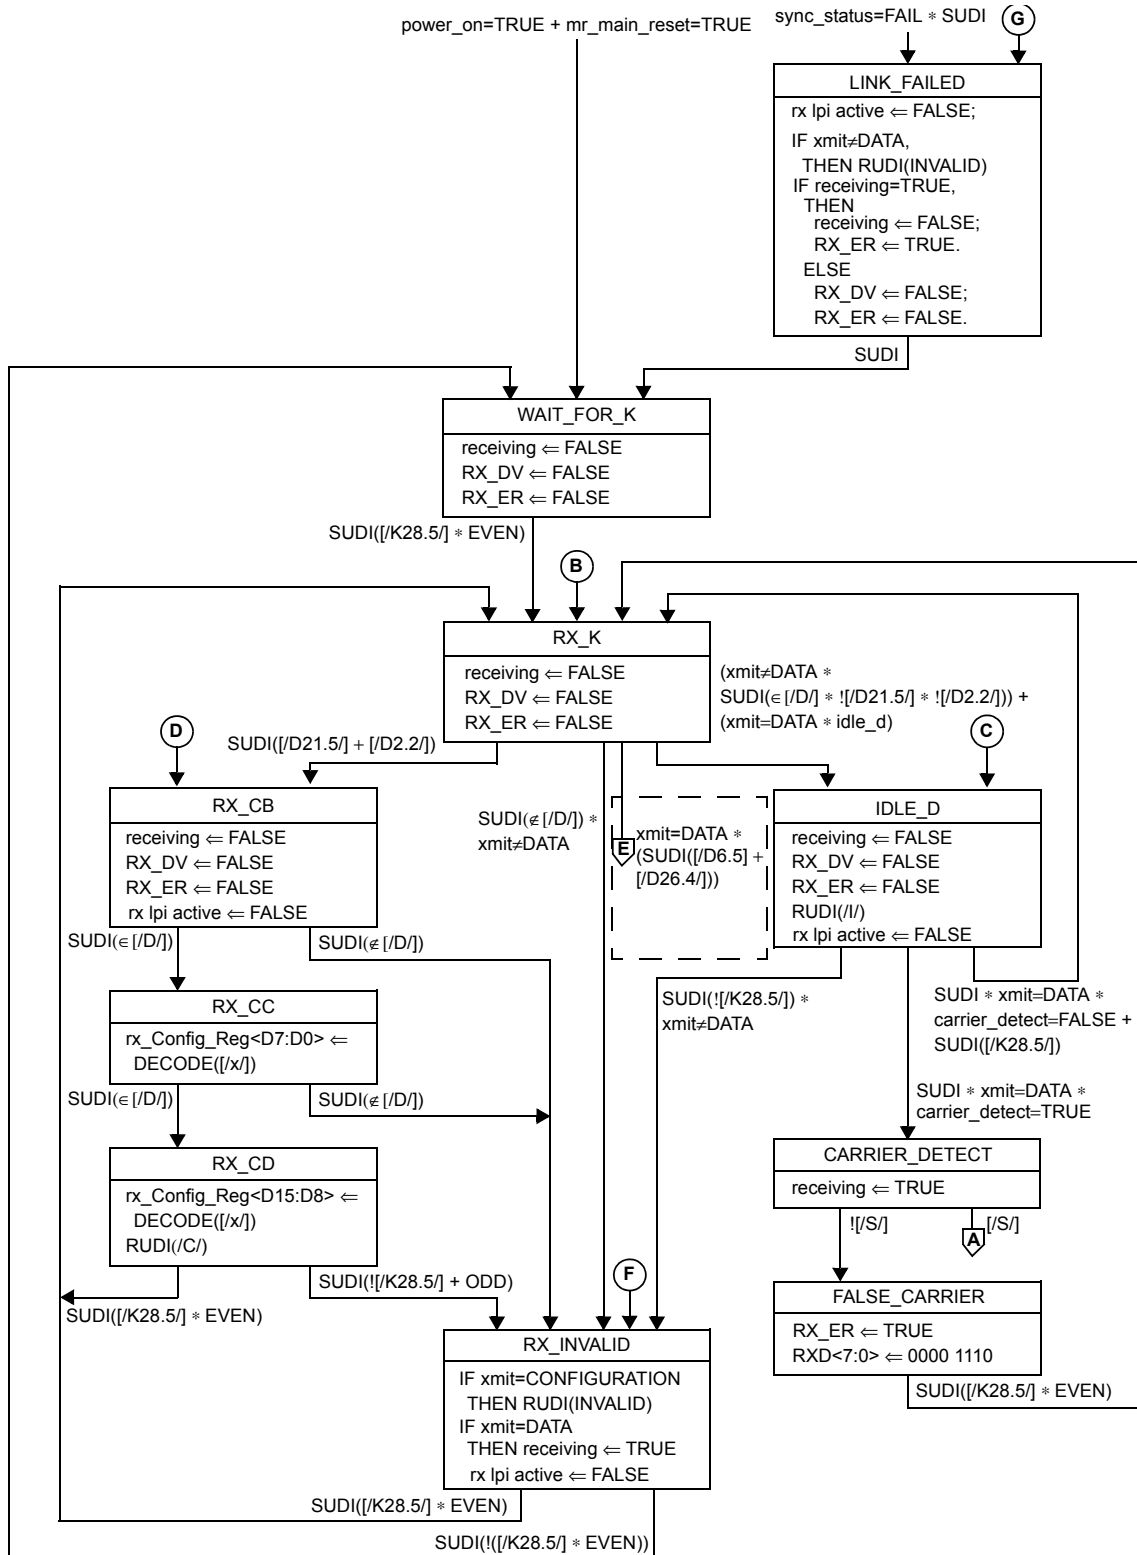 power_on=TRUE + mr_main_reset=TRUE
sync_status=FAIL ∗ SUDI
G
LINK_FAILED
rx lpi active ⇐ FALSE;
IF xmit≠DATA,
THEN RUDI(INVALID)
IF receiving=TRUE,
THEN
receiving ⇐ FALSE;
RX_ER ⇐ TRUE.
ELSE
RX_DV ⇐ FALSE;
RX_ER ⇐ FALSE.
SUDI
WAIT_FOR_K
receiving ⇐ FALSE
RX_DV ⇐ FALSE
RX_ER ⇐ FALSE
SUDI([/K28.5/] ∗ EVEN)
B
RX_K
receiving ⇐ FALSE
RX_DV ⇐ FALSE
RX_ER ⇐ FALSE
(xmit≠DATA ∗
SUDI(∈[/D/] ∗ ![/D21.5/] ∗ ![/D2.2/])) +
(xmit=DATA ∗ idle_d)
D
SUDI([/D21.5/] + [/D2.2/])
C
RX_CB
receiving ⇐ FALSE
RX_DV ⇐ FALSE
RX_ER ⇐ FALSE
rx lpi active ⇐ FALSE
SUDI(∉[/D/]) ∗
xmit≠DATA
E
xmit=DATA ∗
(SUDI([/D6.5] +
[/D26.4/]))
IDLE_D
receiving ⇐ FALSE
RX_DV ⇐ FALSE
RX_ER ⇐ FALSE
RUDI(/I/)
rx lpi active ⇐ FALSE
SUDI(∈[/D/])
SUDI(∉[/D/])
SUDI(![/K28.5/]) ∗
xmit≠DATA
SUDI ∗ xmit=DATA ∗
carrier_detect=FALSE +
SUDI([/K28.5/])
RX_CC
rx_Config_Reg<D7:D0> ⇐
DECODE([/x/])
SUDI(∈[/D/])
SUDI(∉[/D/])
SUDI ∗ xmit=DATA ∗
carrier_detect=TRUE
RX_CD
rx_Config_Reg<D15:D8> ⇐
DECODE([/x/])
RUDI(/C/)
CARRIER_DETECT
receiving ⇐ TRUE
![/S/]
[/S/]
A
SUDI([/K28.5/] ∗ EVEN)
SUDI(![/K28.5/] + ODD)
F
FALSE_CARRIER
RX_ER ⇐ TRUE
RXD<7:0> ⇐ 0000 1110
SUDI([/K28.5/] ∗ EVEN)
RX_INVALID
IF xmit=CONFIGURATION
THEN RUDI(INVALID)
IF xmit=DATA
THEN receiving ⇐ TRUE
rx lpi active ⇐ FALSE
SUDI([/K28.5/] ∗ EVEN)
SUDI(!([/K28.5/] ∗ EVEN))